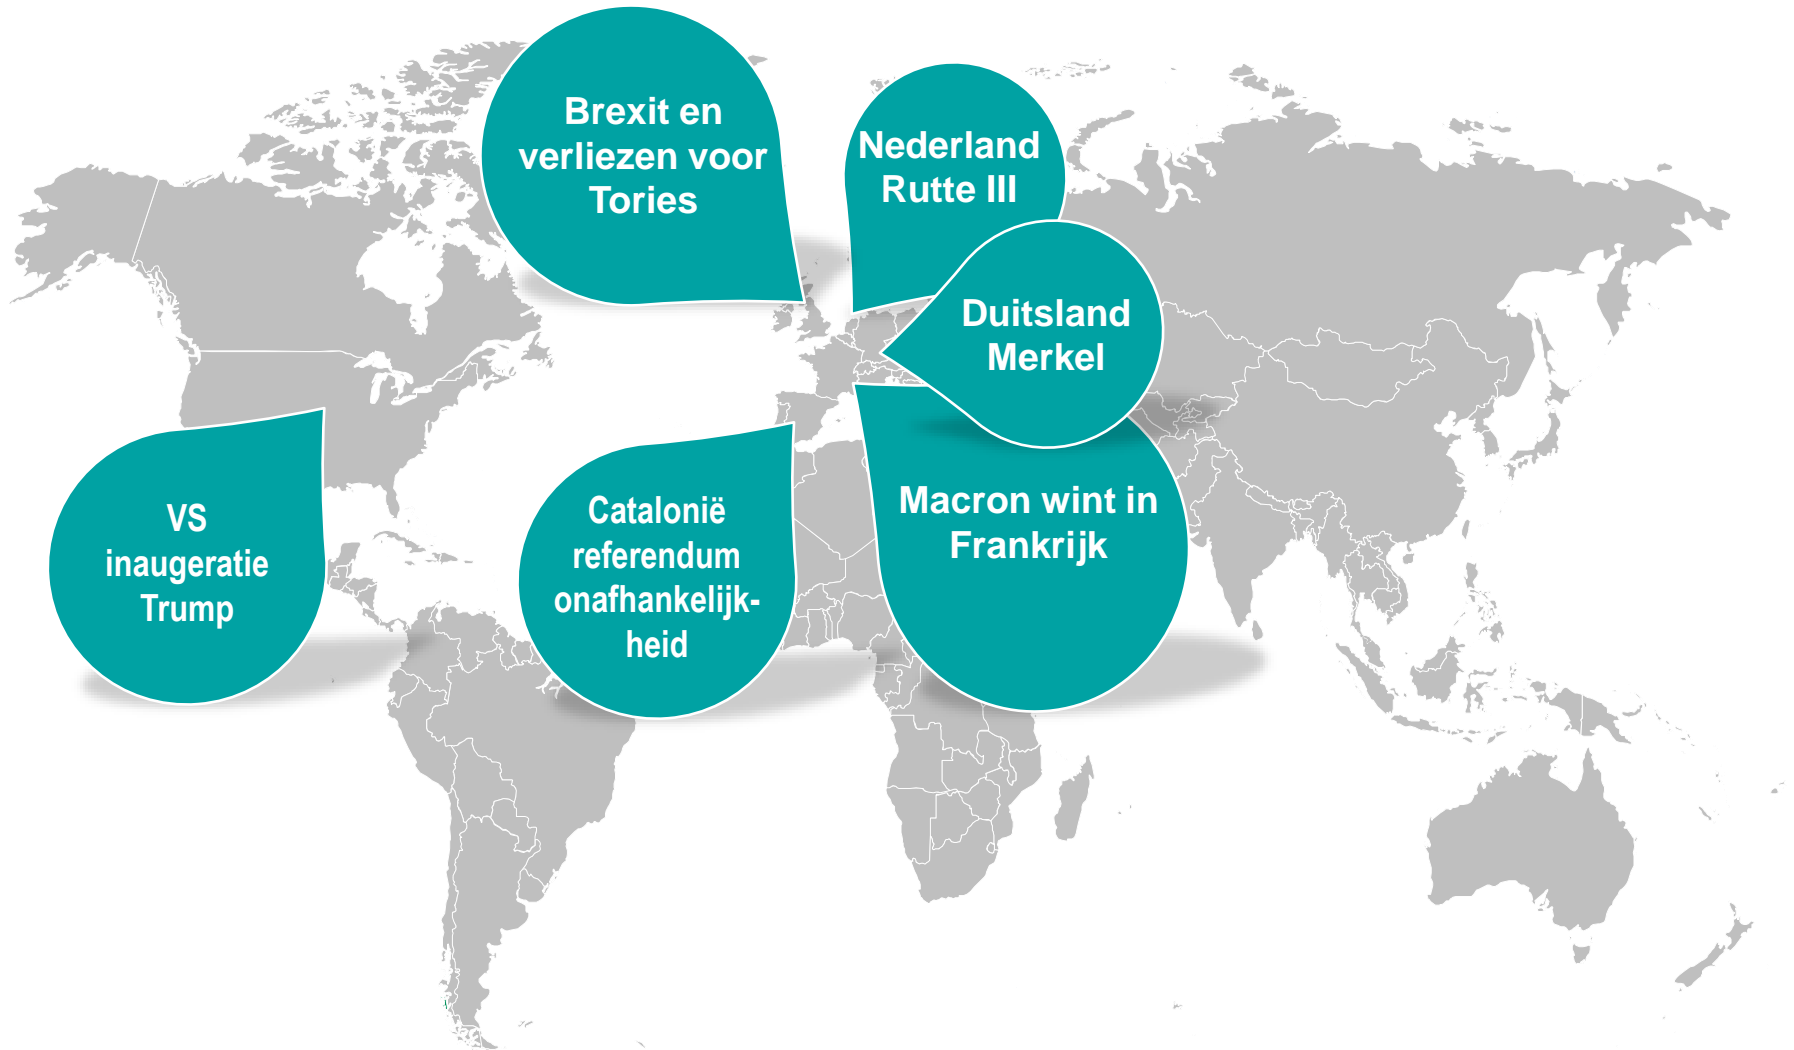 Brexit en
verliezen voor
Tories
Nederland
Rutte III
Duitsland
Merkel
Macron wint in
Frankrijk
VS
inaugeratie
Trump
Catalonië
referendum
onafhankelijk-
heid